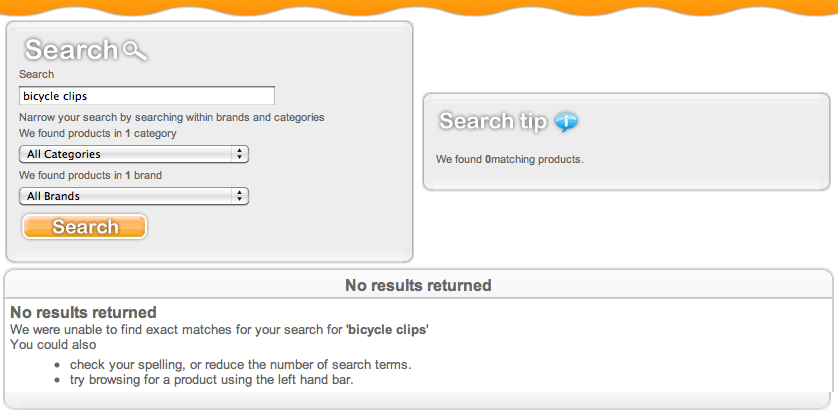 Search
Search
bicycle clips
Narrow your search by searching within brands and categories
We found products in 1 category
All Categories
We found products in 1 brand
All Brands
Search
Search tip i
We found 0matching products.
No results returned
No results returned
We were unable to find exact matches for your search for 'bicycle clips'
You could also
• check your spelling, or reduce the number of search terms.
• try browsing for a product using the left hand bar.